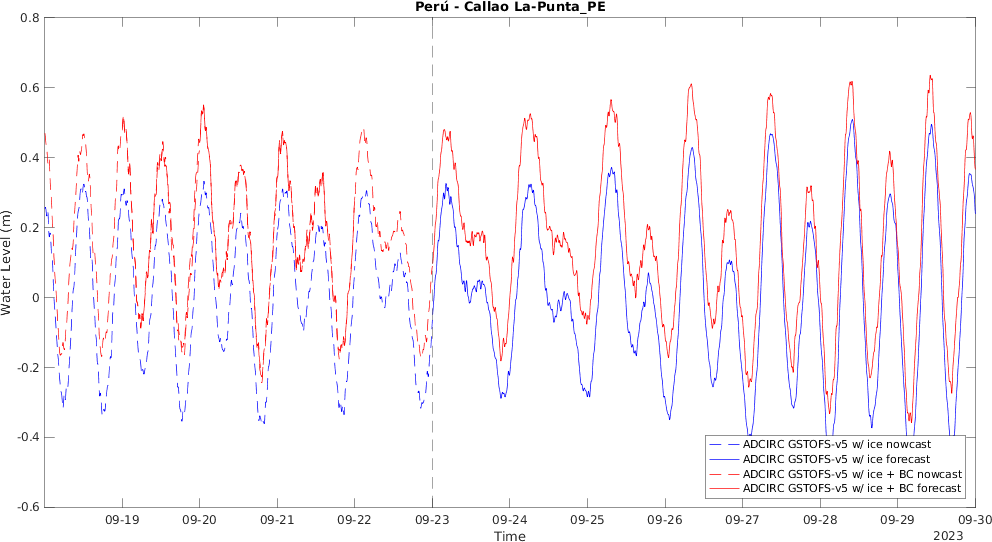 Perú - Callao La-Punta_PE
0.8
0.6
0.4
0.2
0
-0.2
-0.4
-0.6
Water Level (m)
ADCIRC GSTOFS-v5 w/ ice nowcast
ADCIRC GSTOFS-v5 w/ ice forecast
ADCIRC GSTOFS-v5 w/ ice + BC nowcast
ADCIRC GSTOFS-v5 w/ ice + BC forecast
09-19 09-20 09-21 09-22 09-23 09-24 09-25 09-26 09-27 09-28 09-29 09-30
Time
2023